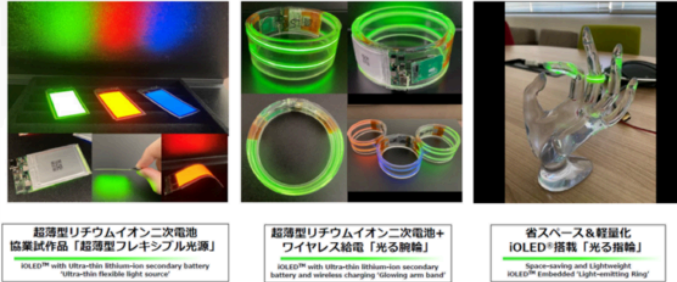 超薄型リチウムイオン二次電池
協業試作品「超薄型フレキシブル光源」
iOLED™ with Ultra-thin lithium-ion secondary battery
'Ultra-thin flexible light source'
超薄型リチウムイオン二次電池+
ワイヤレス給電「光る腕輪」
iOLED™ with Ultra-thin lithium-ion secondary
battery and wireless charging 'Glowing arm band'
省スペース&軽量化
iOLED®搭載「光る指輪」
Space-saving and Lightweight
iOLED™ Embedded 'Light-emitting Ring'